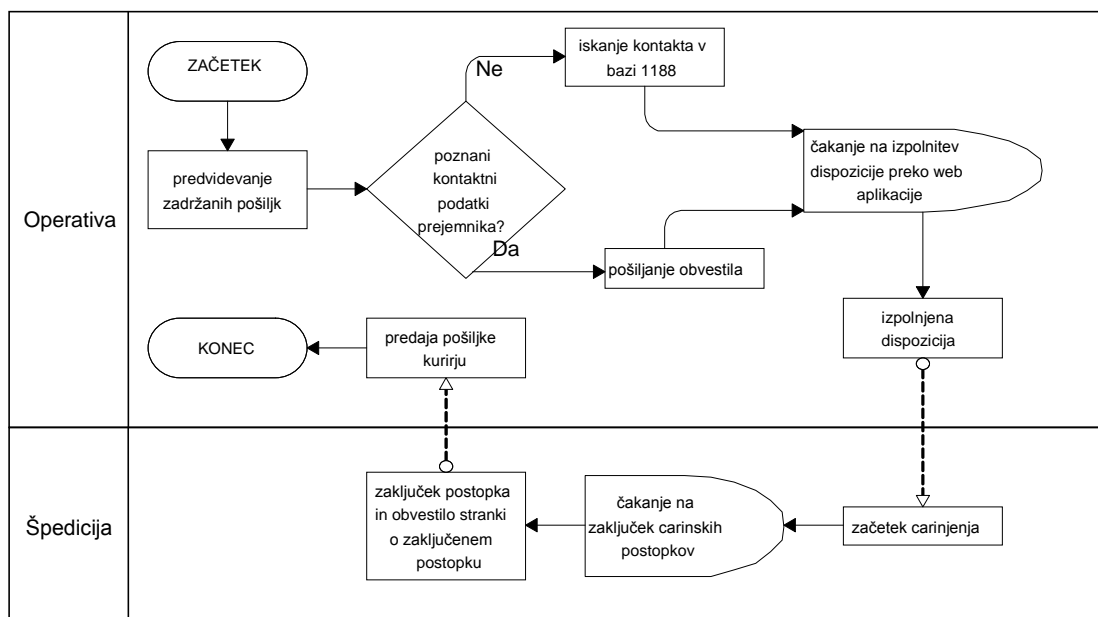 Operativa
ZAČETEK
predvidevanje
zadržanih pošiljk
poznani
kontaktni
podatki
prejemnika?
Ne
iskanje kontakta v
bazi 1188
Da
pošiljanje obvestila
čakanje na izpolnitev
dispozicije preko web
aplikacije
izpolnjena
dispozicija
predaja pošiljke
kurirju
KONEC
Špedicija
začetek carinjenja
čakanje na
zaključek carinskih
postopkov
zaključek postopka
in obvestilo stranki
o zaključenem
postopku